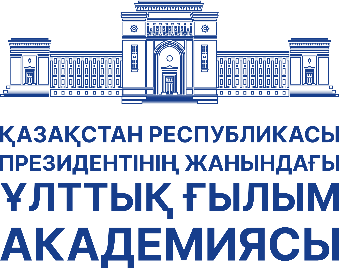 ҚАЗАҚСТАН РЕСПУБЛИКАСЫ
ПРЕЗИДЕНТІНІҢ ЖАНЫНДАҒЫ
ҰЛТТЫҚ ҒЫЛЫМ
АКАДЕМИЯСЫ